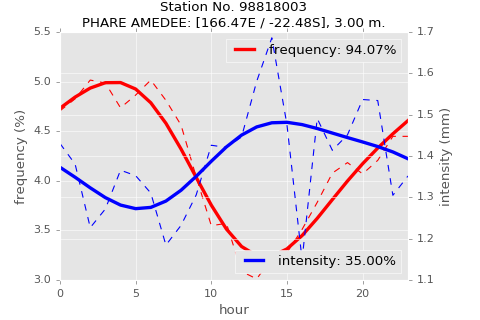 Station No. 98818003
PHARE AMEDEE: [166.47E / -22.48S], 3.00 m.
5.5
5.0
4.5
4.0
3.5
3.0
frequency (%)
frequency: 94.07%
intensity: 35.00%
1.7
1.6
1.5
1.4
1.3
1.2
1.1
intensity (mm)
0
5
10
15
20
hour